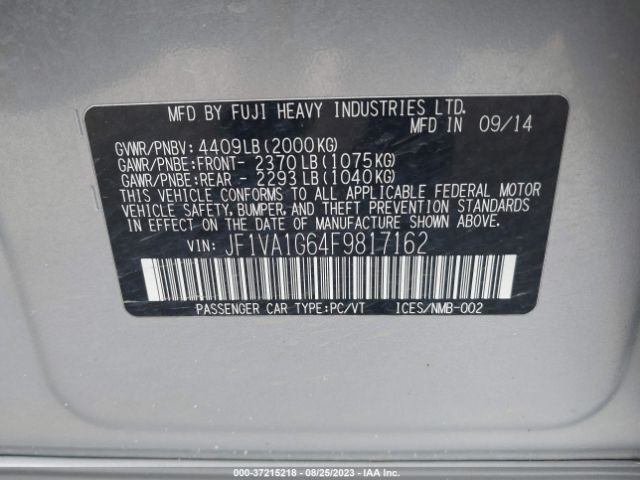 MFD BY FUJI HEAVY INDUSTRIES LTD.
MFD IN 09/14
GVWR/PNBV: 4409LB(2000KG)
GAWR/PNBE:FRONT- 2370LB(1075KG)
GAWR/PNBE:REAR - 2293LB(1040KG)
THIS VEHICLE CONFORMS TO ALL APPLICABLE FEDERAL MOTOR
VEHICLE SAFETY, BUMPER, AND THEFT PREVENTION STANDARDS
IN EFFECT ON THE DATE OF MANUFACTURE SHOWN ABOVE.
VIN: JF1VA1G64F9817162
PASSENGER CAR TYPE:PC/VT ICES/NMB-002
000-37215218 - 08/25/2023 - IAA Inc.